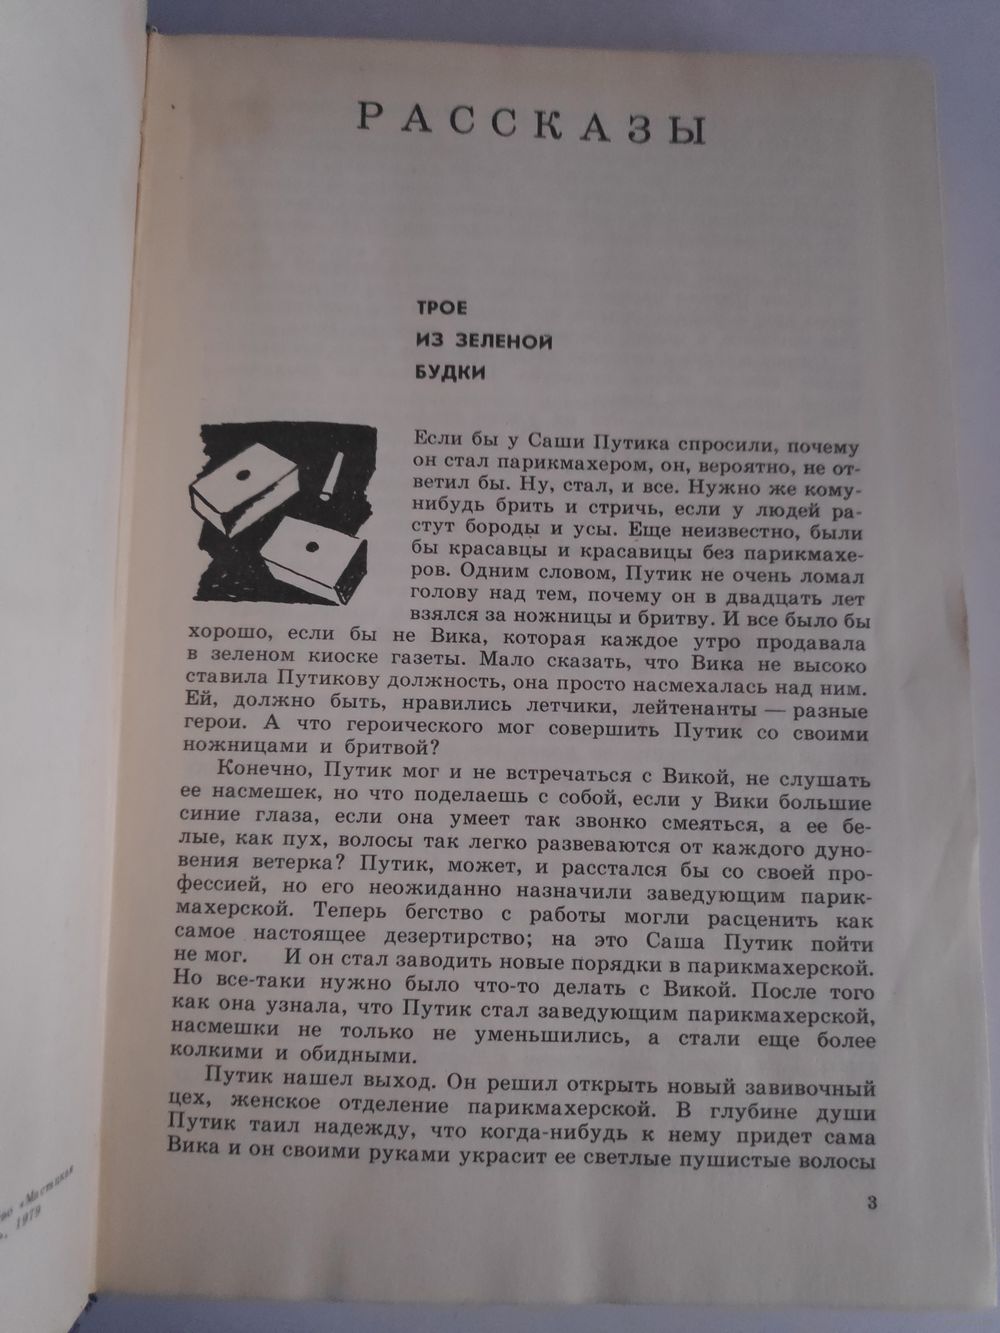 РАССКАЗЫ
ТРОЕ
ИЗ ЗЕЛЕНОЙ
БУДКИ
Если бы у Саши Путика спросили, почему
он стал парикмахером, он, вероятно, не от-
ветил бы. Ну, стал, и все. Нужно же кому-
нибудь брить и стричь, если у людей ра-
стут бороды и усы. Еще неизвестно, были
бы красавцы и красавицы без парикмахе-
ров. Одним словом, Путик не очень ломал
голову над тем, почему он в двадцать лет
взялся за ножницы и бритву. И все было бы
хорошо, если бы не Вика, которая каждое утро продавала
в зеленом киоске газеты. Мало сказать, что Вика не высоко
ставила Путикову должность, она просто насмехалась над ним.
Ей, должно быть, нравились летчики, лейтенанты — разные
герои. А что героического мог совершить Путик со своими
ножницами и бритвой?
Конечно, Путик мог и не встречаться с Викой, не слушать
ее насмешек, но что поделаешь с собой, если у Вики большие
синие глаза, если она умеет так звонко смеяться, а ее бе-
лые, как пух, волосы так легко развеваются от каждого дуно-
вения ветерка? Путик, может, и расстался бы со своей про-
фессией, но его неожиданно назначили заведующим парик-
махерской. Теперь бегство с работы могли расценить как
самое настоящее дезертирство; на это Саша Путик пойти
не мог. И он стал заводить новые порядки в парикмахерской.
Но все-таки нужно было что-то делать с Викой. После того
как она узнала, что Путик стал заведующим парикмахерской,
насмешки не только не уменьшились, а стали еще более
колкими и обидными.
Путик нашел выход. Он решил открыть новый завивочный
цех, женское отделение парикмахерской. В глубине души
Путик таил надежду, что когда-нибудь к нему придет сама
Вика и он своими руками украсит ее светлые пушистые волосы
3
во «Мастацкая
1979